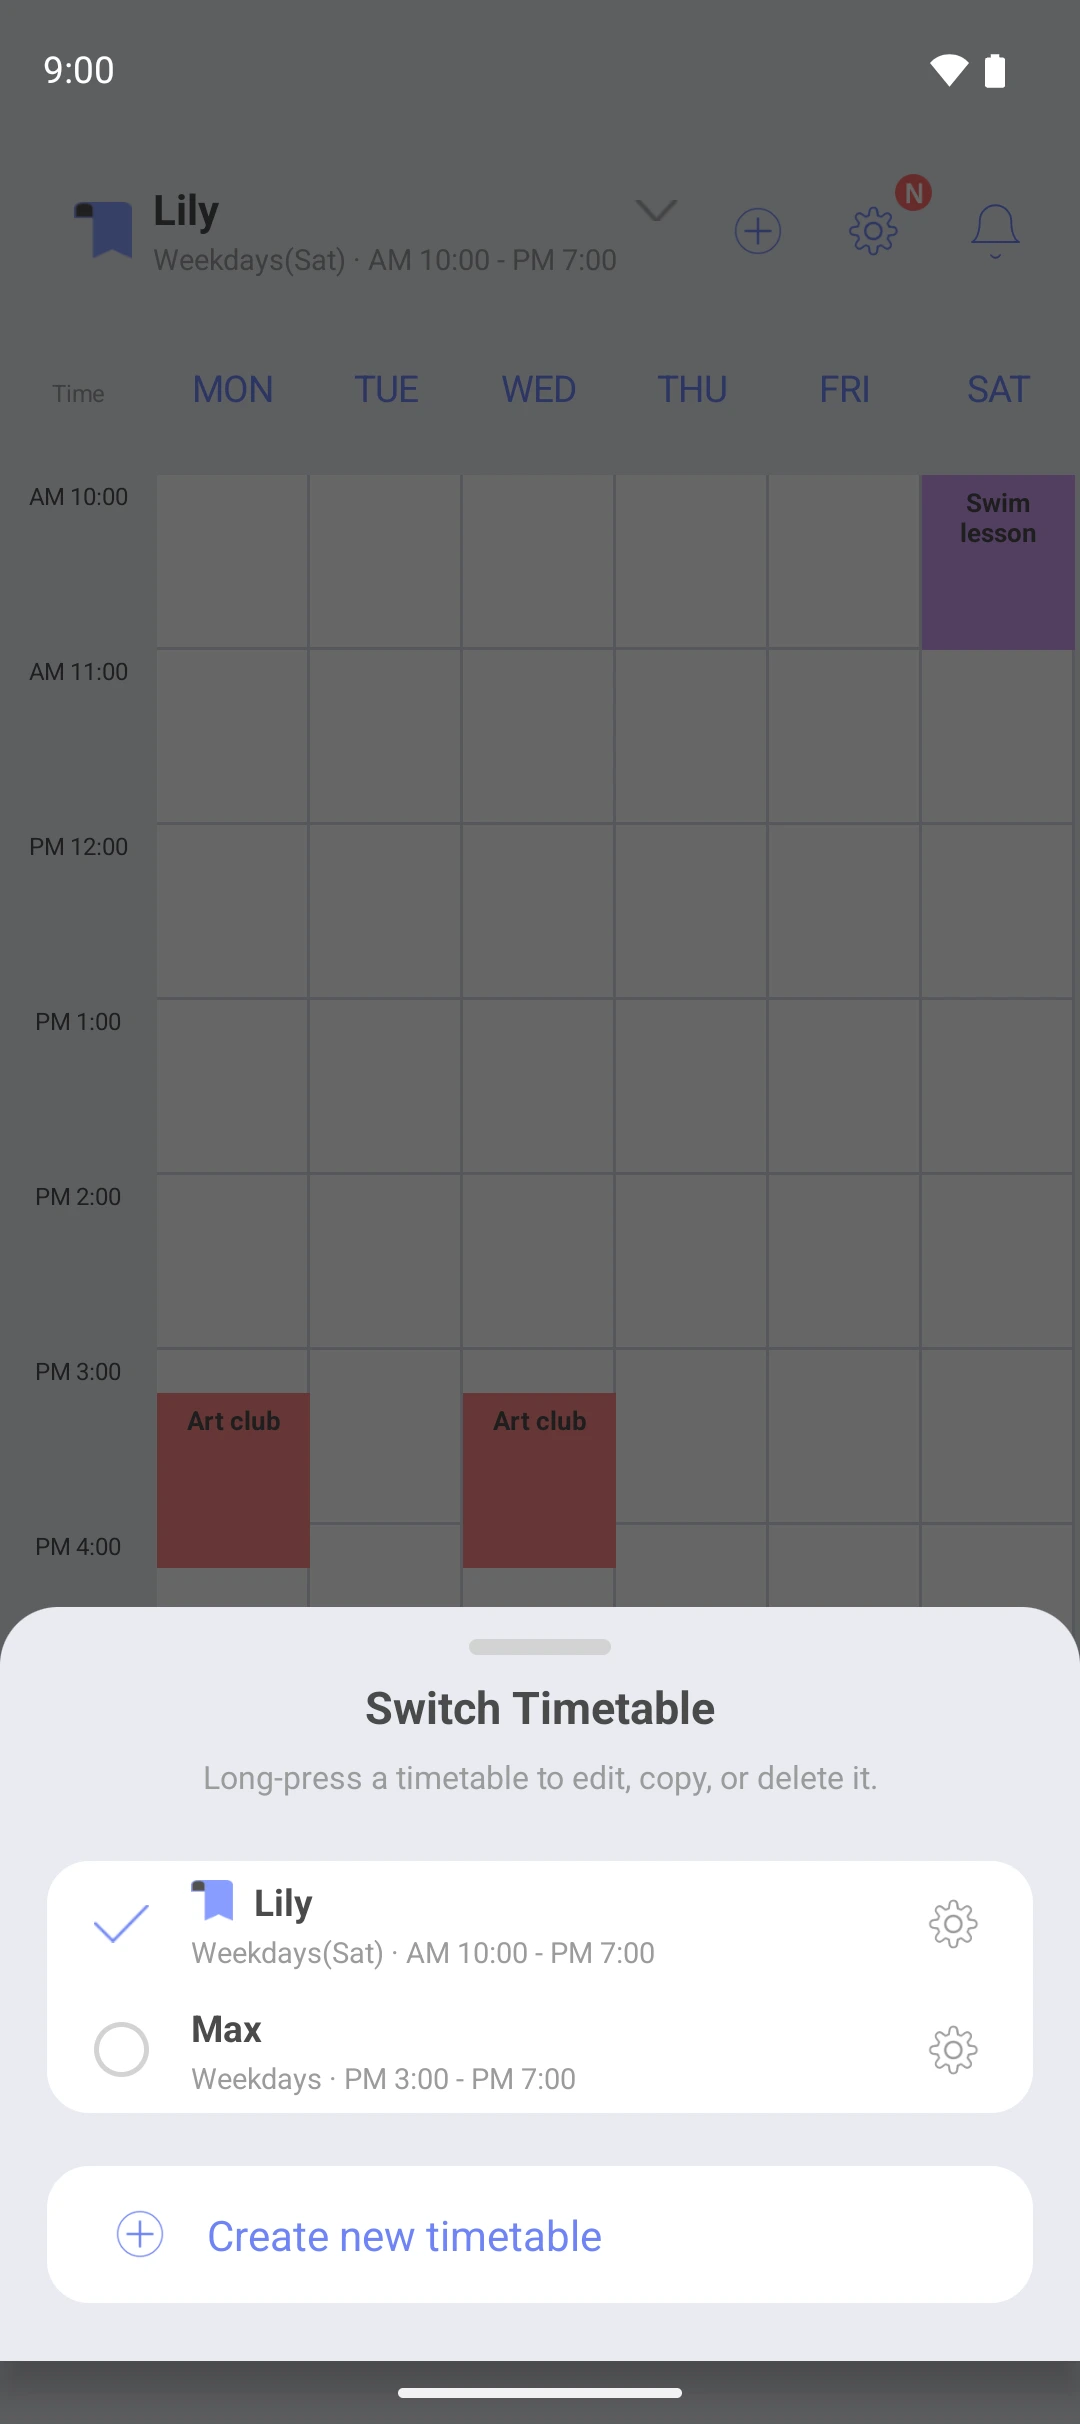 9:00
Lily
N
Weekdays(Sat) · AM 10:00 - PM 7:00
Time MON TUE WED THU FRI SAT
AM 10:00
Swim
lesson
AM 11:00
PM 12:00
PM 1:00
PM 2:00
PM 3:00
Art club Art club
PM 4:00
Switch Timetable
Long-press a timetable to edit, copy, or delete it.
Lily
Weekdays(Sat) · AM 10:00 - PM 7:00
Max
Weekdays · PM 3:00 - PM 7:00
Create new timetable